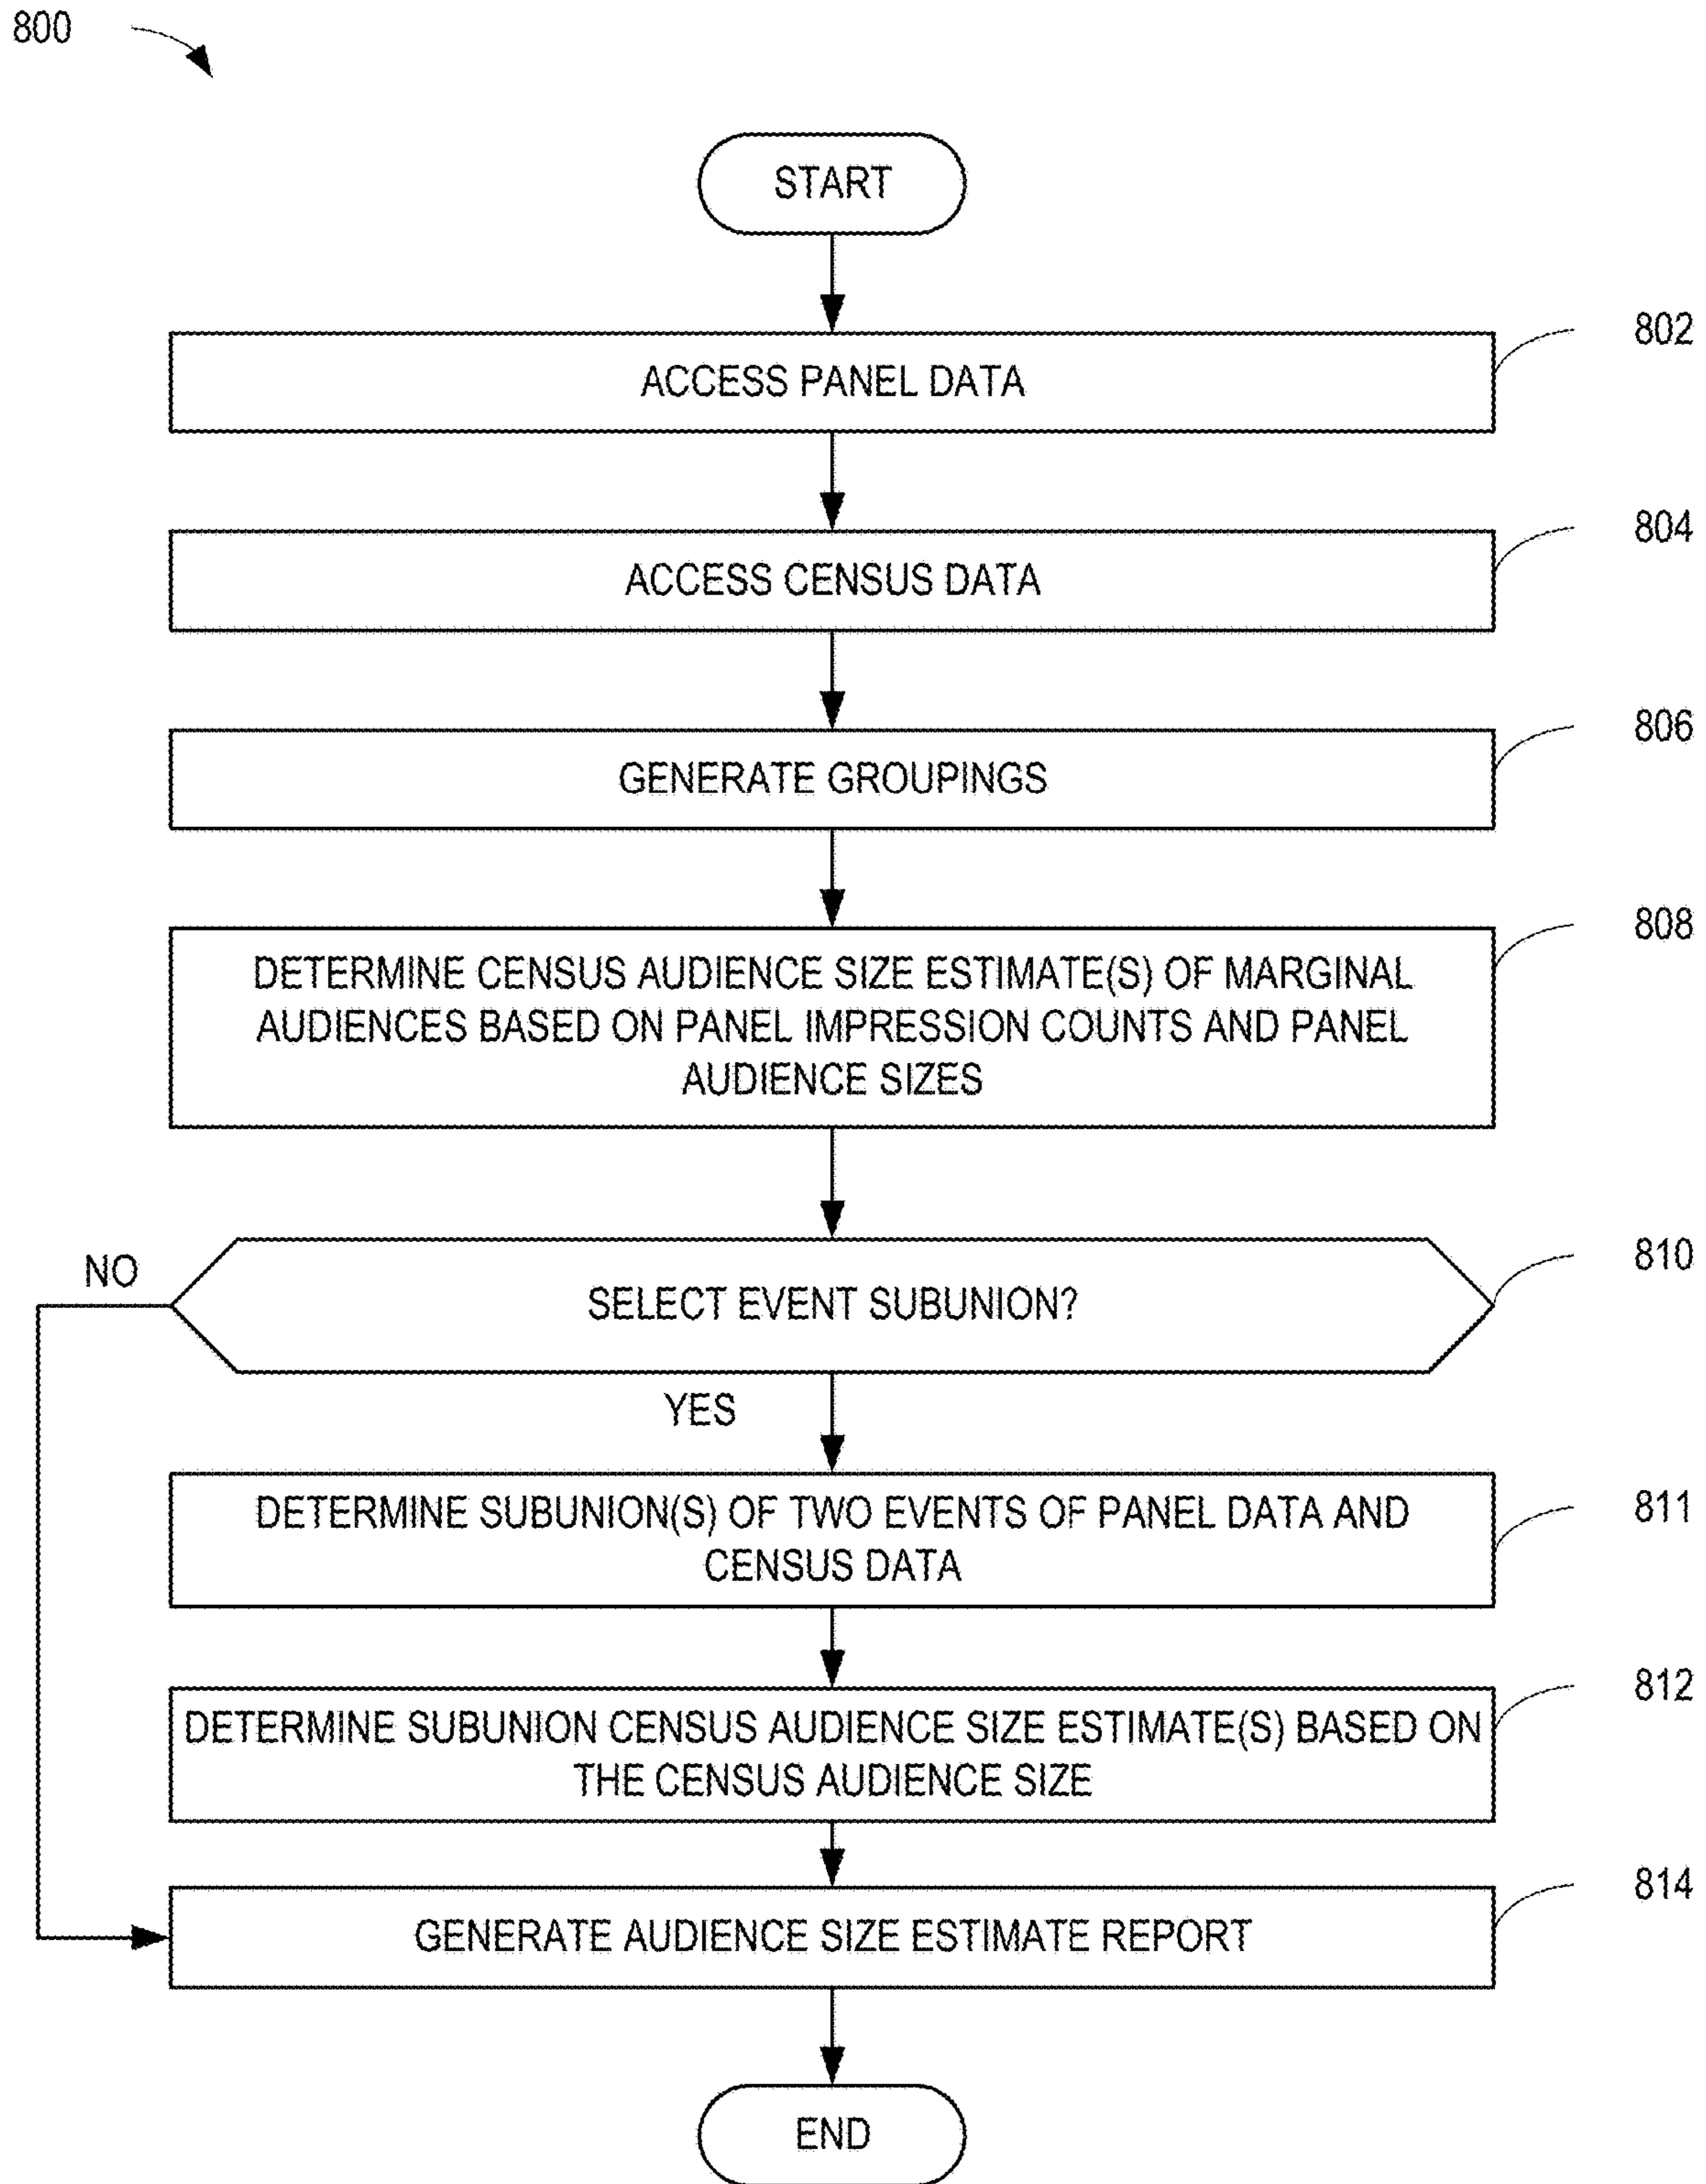 800
START
802
ACCESS PANEL DATA
804
ACCESS CENSUS DATA
806
GENERATE GROUPINGS
808
DETERMINE CENSUS AUDIENCE SIZE ESTIMATE(S) OF MARGINAL
AUDIENCES BASED ON PANEL IMPRESSION COUNTS AND PANEL
AUDIENCE SIZES
810
NO
SELECT EVENT SUBUNION?
YES
811
DETERMINE SUBUNION(S) OF TWO EVENTS OF PANEL DATA AND
CENSUS DATA
812
DETERMINE SUBUNION CENSUS AUDIENCE SIZE ESTIMATE(S) BASED ON
THE CENSUS AUDIENCE SIZE
814
GENERATE AUDIENCE SIZE ESTIMATE REPORT
END